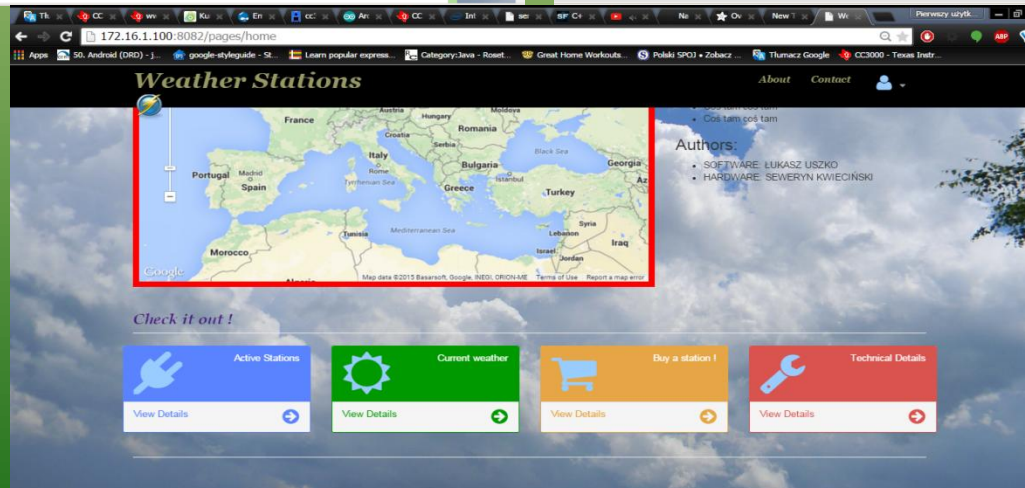 Pierwszy użytk...
172.16.1.100:8082/pages/home
Apps 50. Android (DRD) - j... google-styleguide - St... Learn popular express... Category:Java - Roset... Great Home Workouts... Polski SPOJ • Zobacz ... Tłumacz Google CC3000 - Texas Instr...
Weather Stations
About Contact
Coś tam coś tam
Authors:
SOFTWARE: ŁUKASZ USZKO
HARDWARE: SEWERYN KWIECIŃSKI
France
Austria
Hungary
Moldova
Croatia
Romania
Serbia
Italy
Rome
Bulgaria
Black Sea
Georgia
Az
Portugal
Madrid
Spain
Tyrrhenian Sea
Greece
Istanbul
Turkey
Tunisia
Mediterranean Sea
Syria
Lebanon
Iraq
Israel
Jordan
Morocco
Google
Map data ©2015 Basarsoft, Google, INEGI, ORION-ME Terms of Use Report a map error
Check it out !
Active Stations
View Details
Current weather
View Details
Buy a station !
View Details
Technical Details
View Details